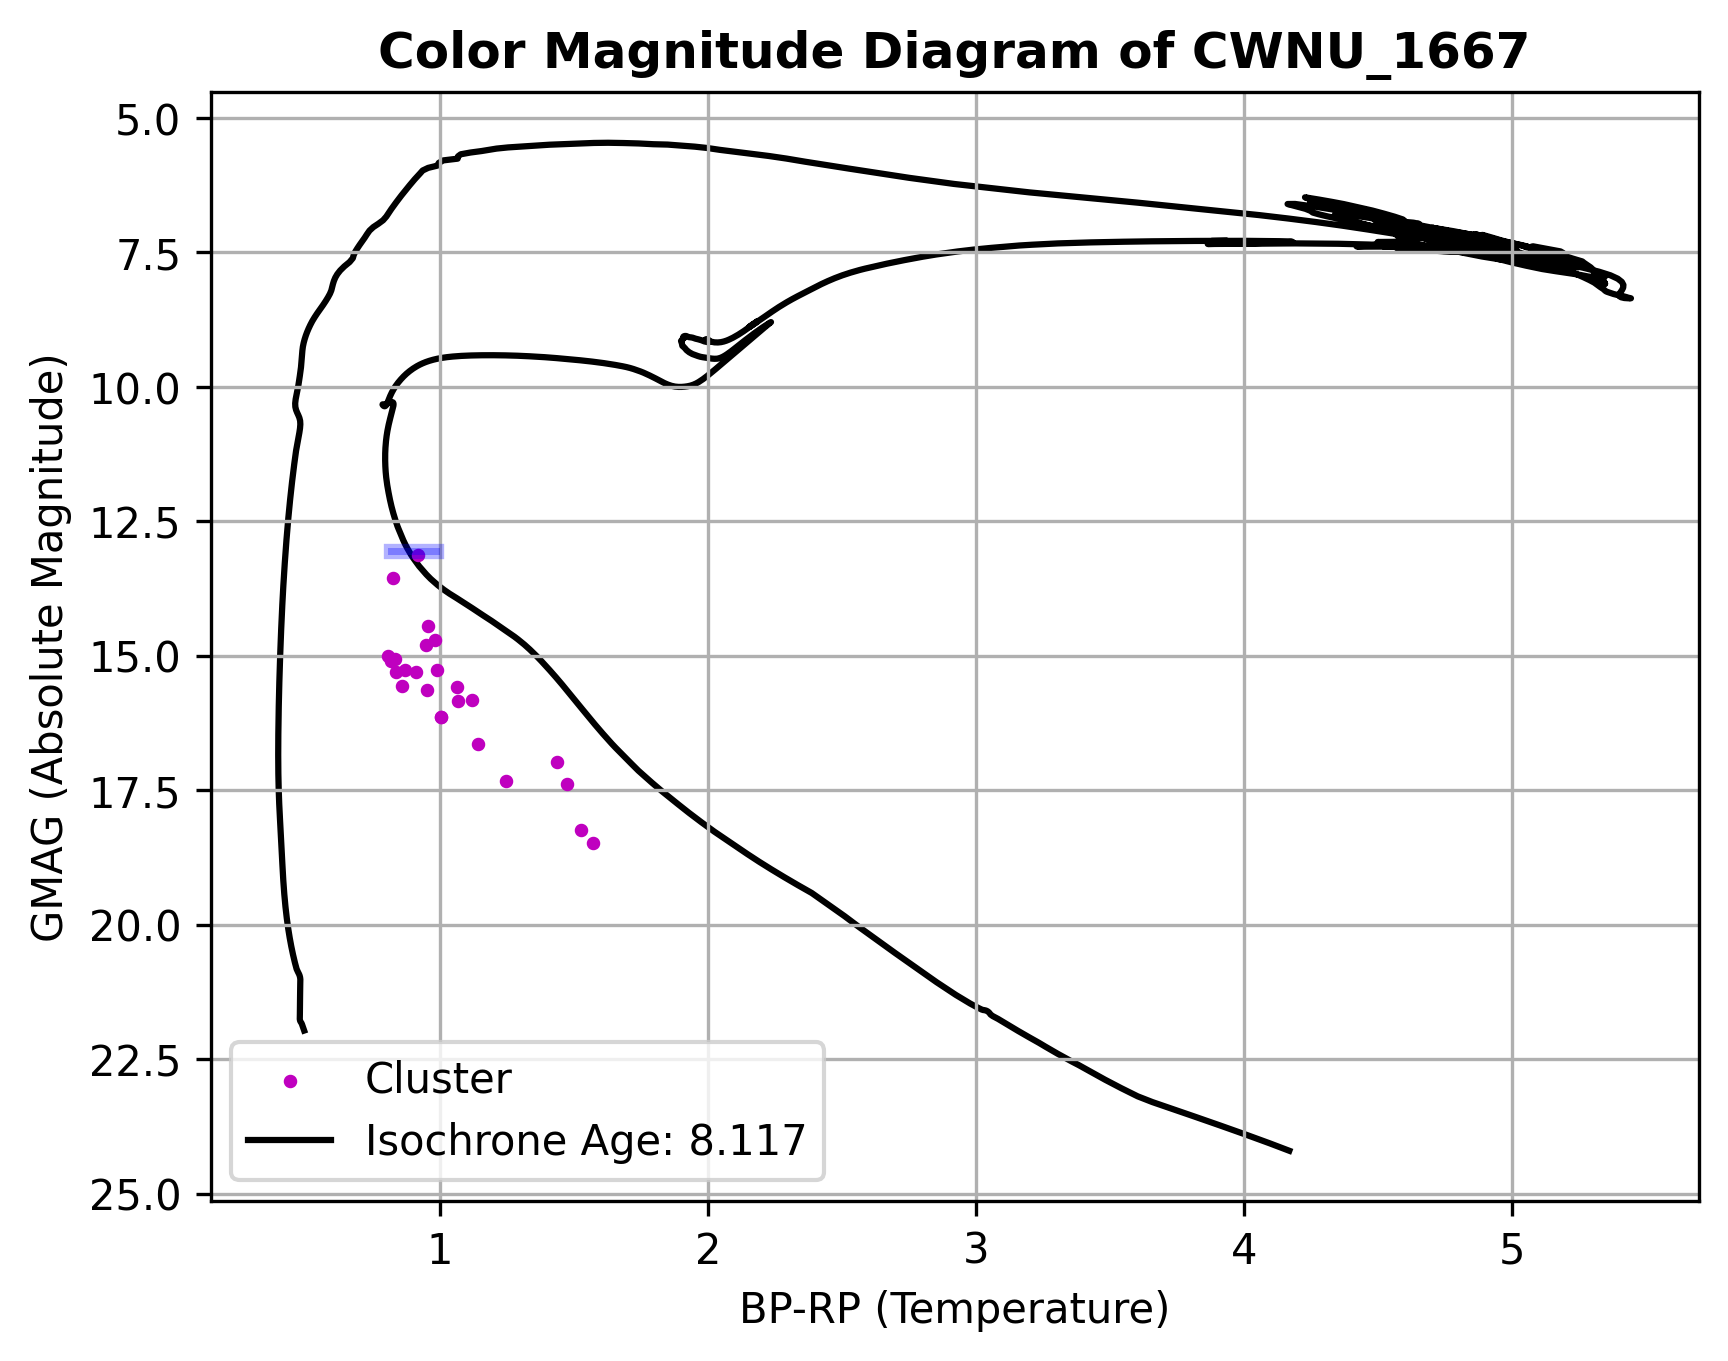 Color Magnitude Diagram of CWNU_1667
GMAG (Absolute Magnitude)
5.0
7.5
10.0
12.5
15.0
17.5
20.0
22.5
25.0
Cluster
Isochrone Age: 8.117
1 2 3 4 5
BP-RP (Temperature)